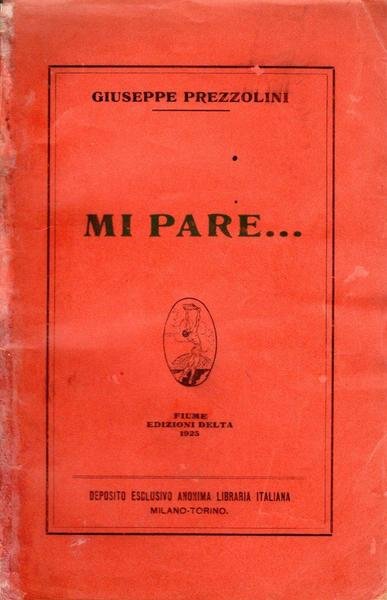 GIUSEPPE PREZZOLINI
MI PARE...
FIUME
EDIZIONI DELTA
1925
DEPOSITO ESCLUSIVO ANONIMA LIBRARIA ITALIANA
MILANO-TORINO.